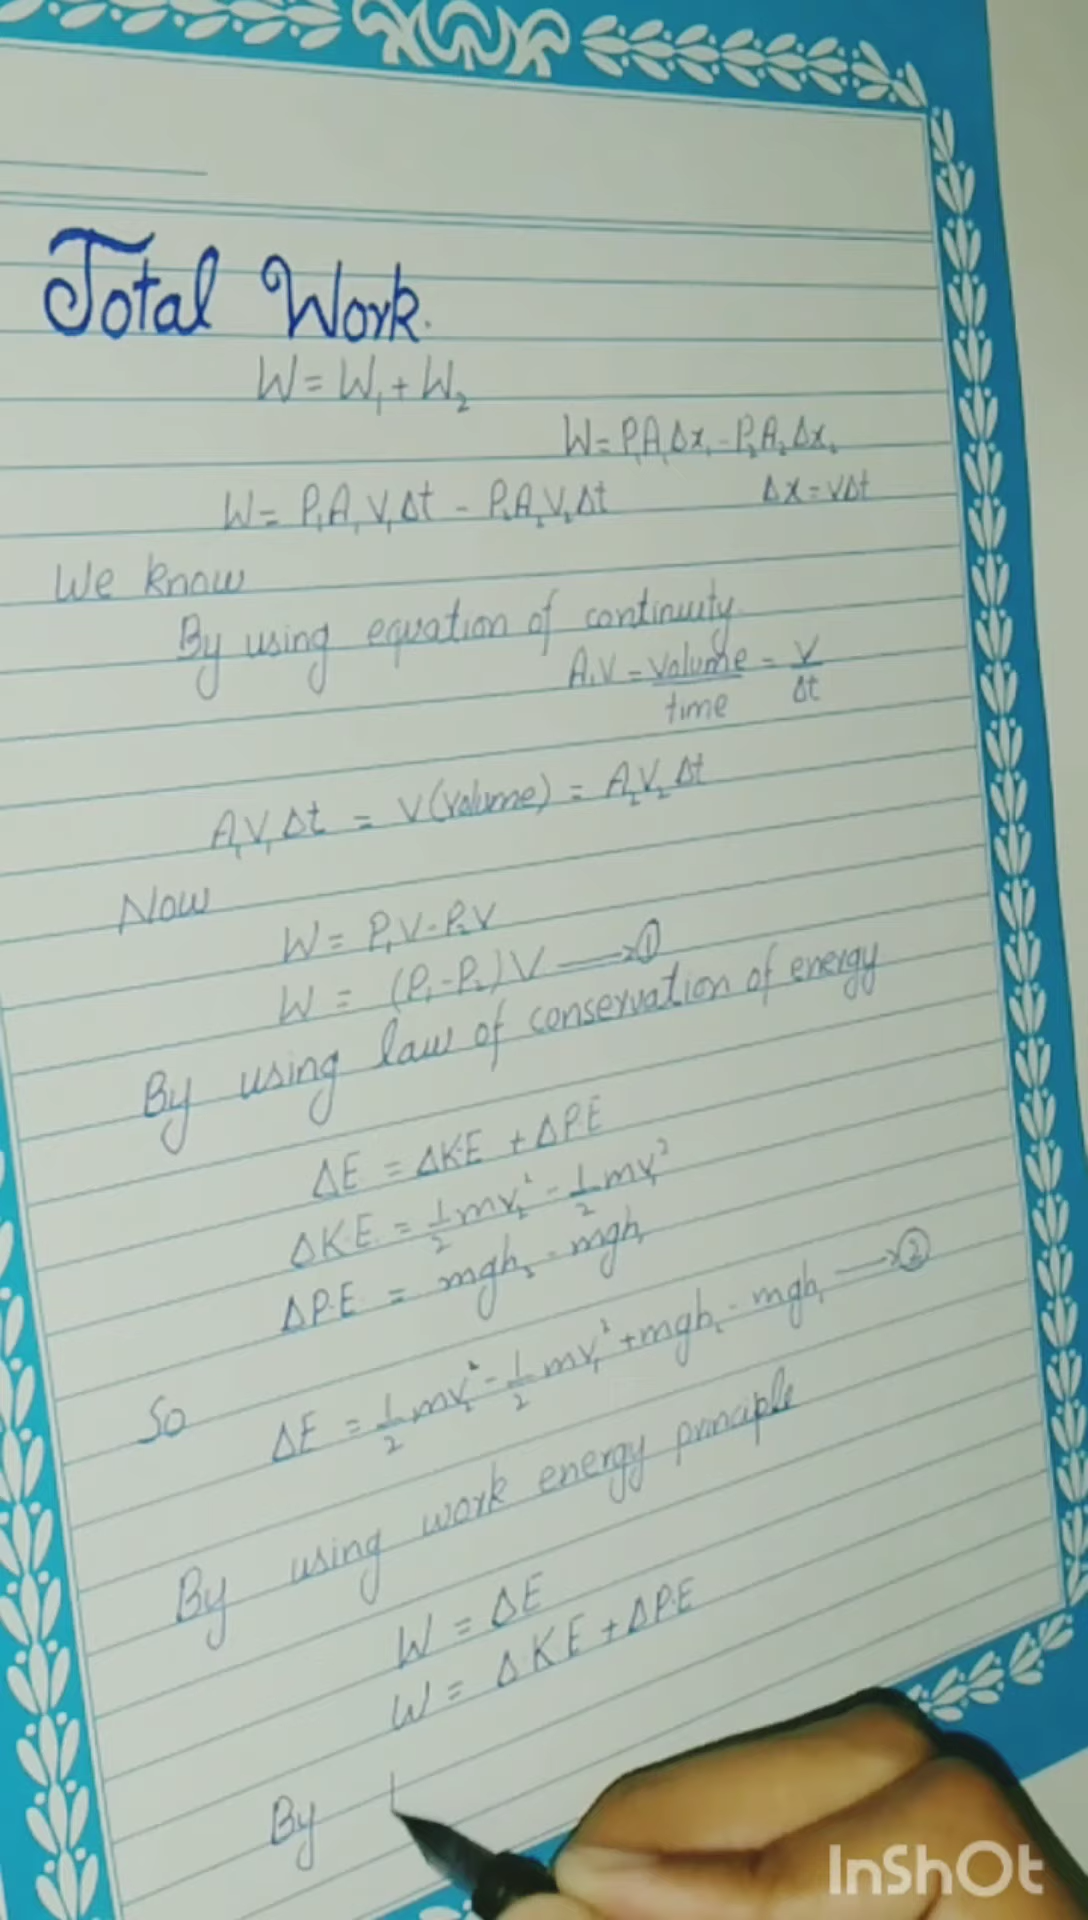 Total Work.
W = W₁ + W₂
W = P₁A₁Δx₁ - P₂A₂Δx₂
W = P₁A₁V₁Δt - P₂A₂V₂Δt
Δx = vΔt
We know
By using equation of continuity
A₁V = volume/time = V/Δt
A₁V₁Δt = V(volume) = A₂V₂Δt
Now
W = P₁V - P₂V
W = (P₁-P₂)V → ①
By using law of conservation of energy
ΔE = ΔK.E + ΔP.E
ΔK.E = 1/2 mv₂² - 1/2 mv₁²
ΔP.E = mgh₂ - mgh₁
So ΔE = 1/2 mv₂² - 1/2 mv₁² + mgh₂ - mgh₁ → ②
By using work energy principle
W = ΔE
W = ΔK.E + ΔP.E
By
InShOt